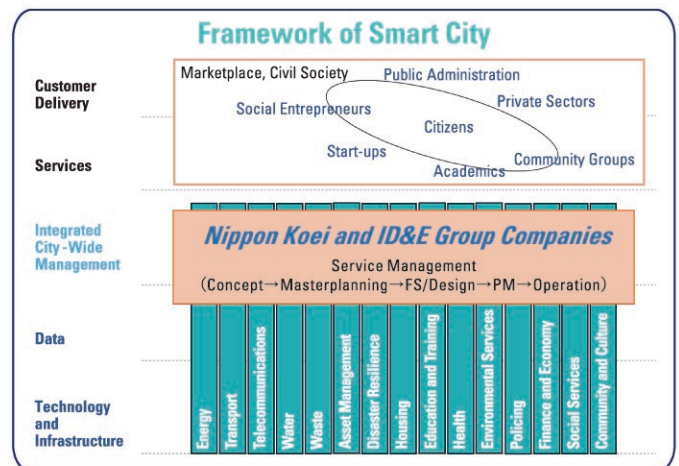 Framework of Smart City
Customer
Delivery
Services
Integrated
City-Wide
Management
Data
Technology
and
Infrastructure
Marketplace, Civil Society
Public Administration
Social Entrepreneurs
Private Sectors
Citizens
Start-ups
Community Groups
Academics
Nippon Koei and ID&E Group Companies
Service Management
(Concept→Masterplanning→FS/Design→PM→Operation)
Energy
Transport
Telecommunications
Water
Waste
Asset Management
Disaster Resilience
Housing
Education and Training
Health
Environmental Services
Policing
Finance and Economy
Social Services
Community and Culture